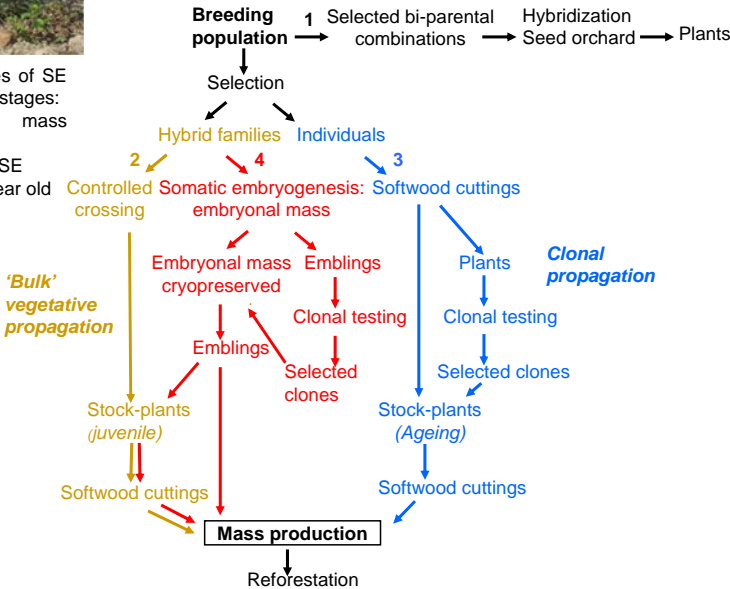 Breeding population
1
Selected bi-parental combinations
Hybridization Seed orchard
Plants
es of SE
stages:
mass
SE
ear old
Selection
Hybrid families
Individuals
2
4
3
Controlled crossing
Somatic embryogenesis: embryonal mass
Softwood cuttings
'Bulk' vegetative propagation
Embryonal mass cryopreserved
Emblings
Plants
Clonal propagation
Clonal testing
Clonal testing
Emblings
Selected clones
Selected clones
Stock-plants
(juvenile)
Stock-plants
(Ageing)
Softwood cuttings
Softwood cuttings
Mass production
Reforestation